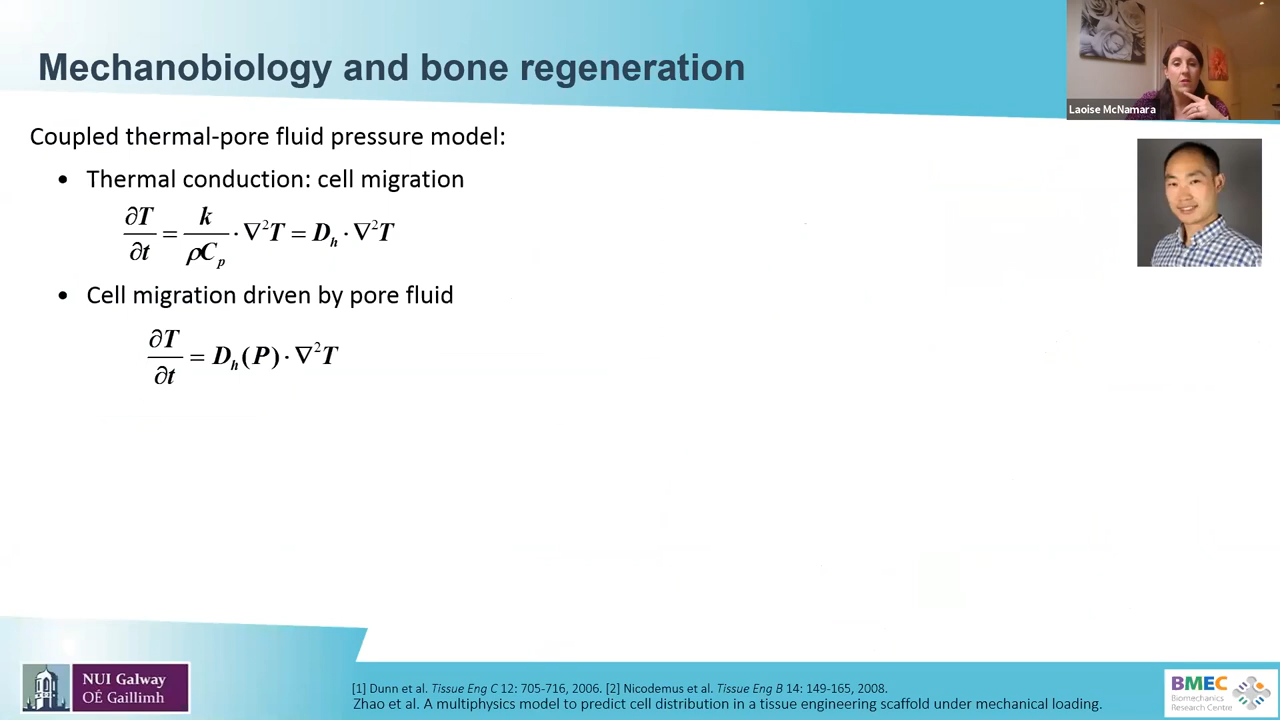 Mechanobiology and bone regeneration
Laoise McNamara
Coupled thermal-pore fluid pressure model:
• Thermal conduction: cell migration
∂T/∂t = k/(ρC_p) · ∇²T = D_h · ∇²T
• Cell migration driven by pore fluid
∂T/∂t = D_h(P) · ∇²T
NUI Galway
OÉ Gaillimh
[1] Dunn et al. Tissue Eng C 12: 705-716, 2006. [2] Nicodemus et al. Tissue Eng B 14: 149-165, 2008.
Zhao et al. A multiphysics model to predict cell distribution in a tissue engineering scaffold under mechanical loading.
BMEC
Biomechanics
Research Centre